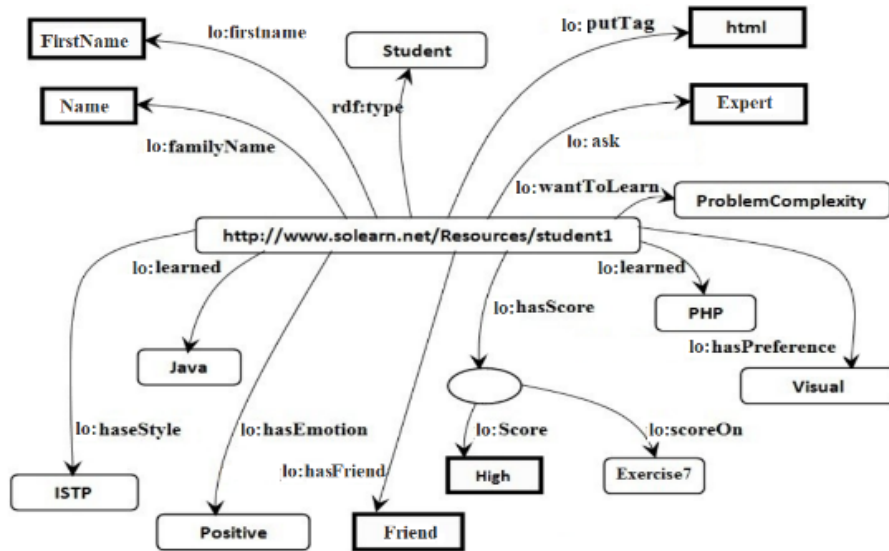 FirstName
lo:firstname
Student
lo: putTag
html
Name
rdf:type
Expert
lo:familyName
lo: ask
lo:wantToLearn
ProblemComplexity
http://www.solearn.net/Resources/student1
lo:learned
lo:learned
lo:hasScore
PHP
Java
lo:hasPreference
Visual
lo:haseStyle
lo:hasEmotion
lo:Score
lo:scoreOn
lo:hasFriend
High
Exercise7
ISTP
Positive
Friend